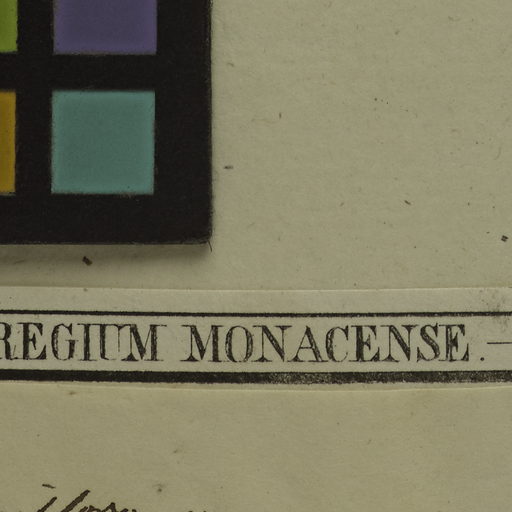 REGIUM MONACENSE. —